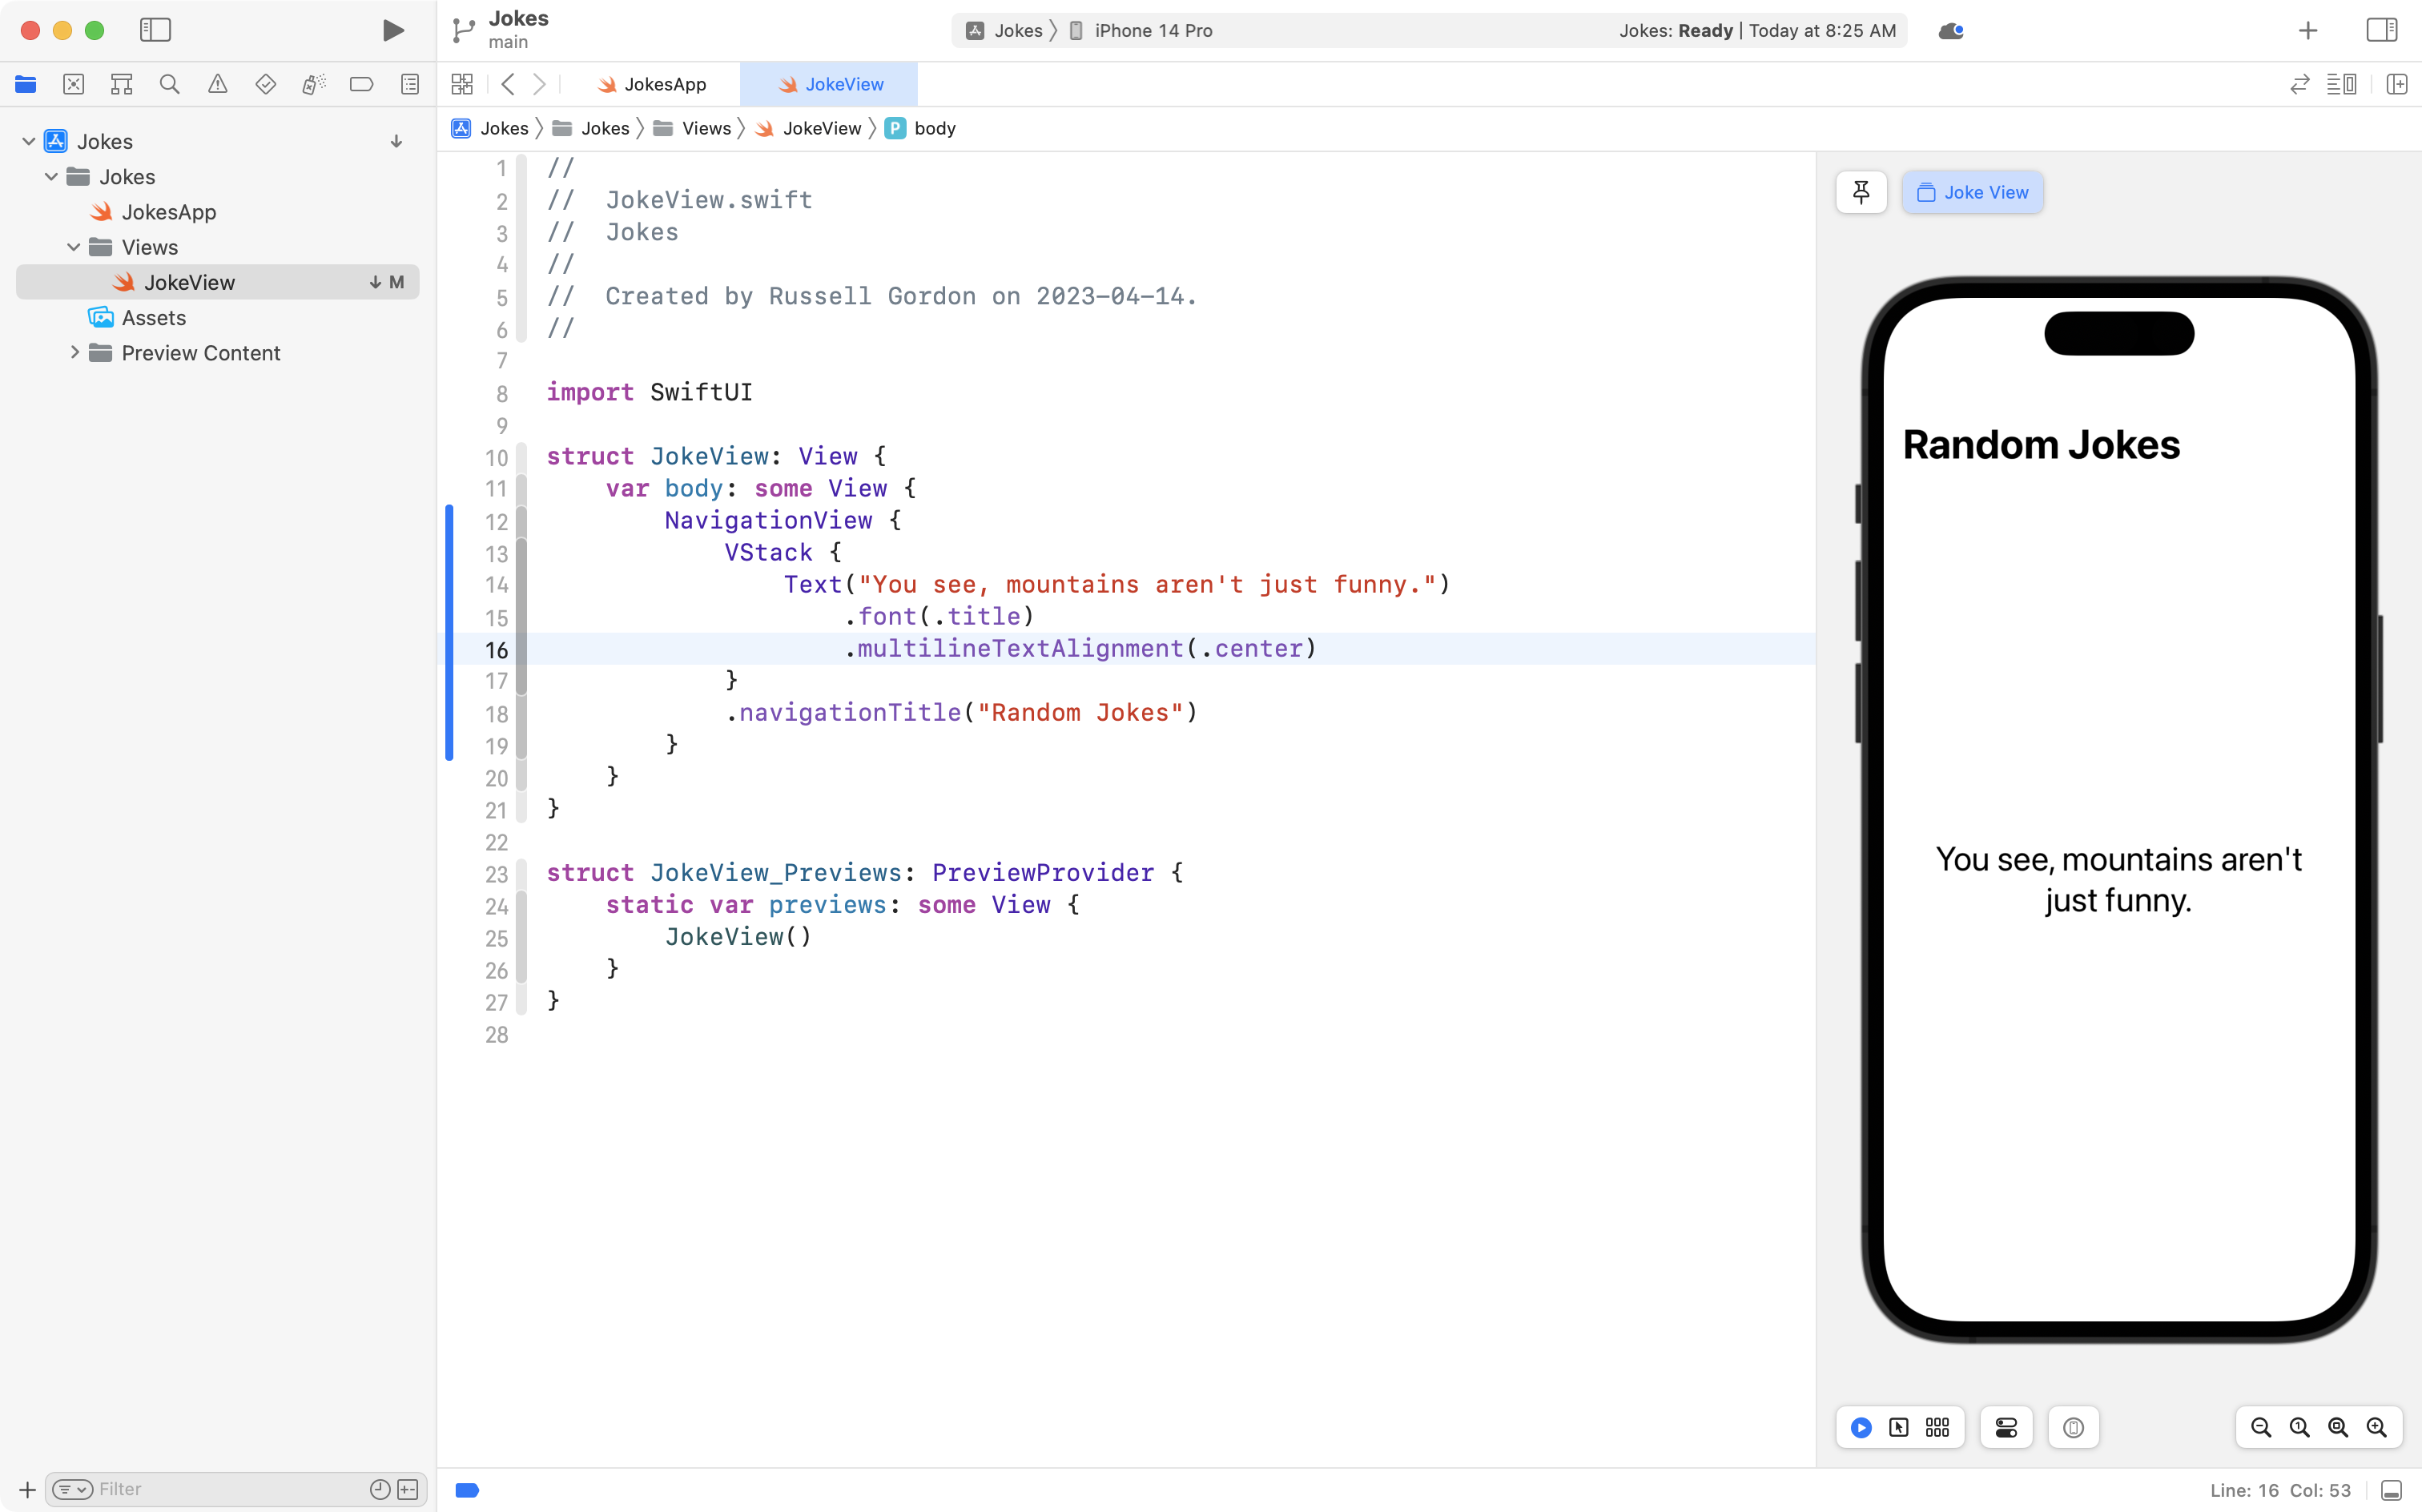 Jokes
main
Jokes
iPhone 14 Pro
Jokes: Ready | Today at 8:25 AM
JokesApp
JokeView
Jokes
Jokes
Views
JokeView
P
body
Jokes
Jokes
JokesApp
Views
JokeView
M
Assets
Preview Content
1 //
2 //  JokeView.swift
3 //  Jokes
4 //
5 //  Created by Russell Gordon on 2023-04-14.
6 //
7
8 import SwiftUI
9
10 struct JokeView: View {
11     var body: some View {
12         NavigationView {
13             VStack {
14                 Text("You see, mountains aren't just funny.")
15                     .font(.title)
16                     .multilineTextAlignment(.center)
17             }
18             .navigationTitle("Random Jokes")
19         }
20     }
21 }
22
23 struct JokeView_Previews: PreviewProvider {
24     static var previews: some View {
25         JokeView()
26     }
27 }
28
Joke View
Random Jokes
You see, mountains aren't
just funny.
Filter
Line: 16 Col: 53